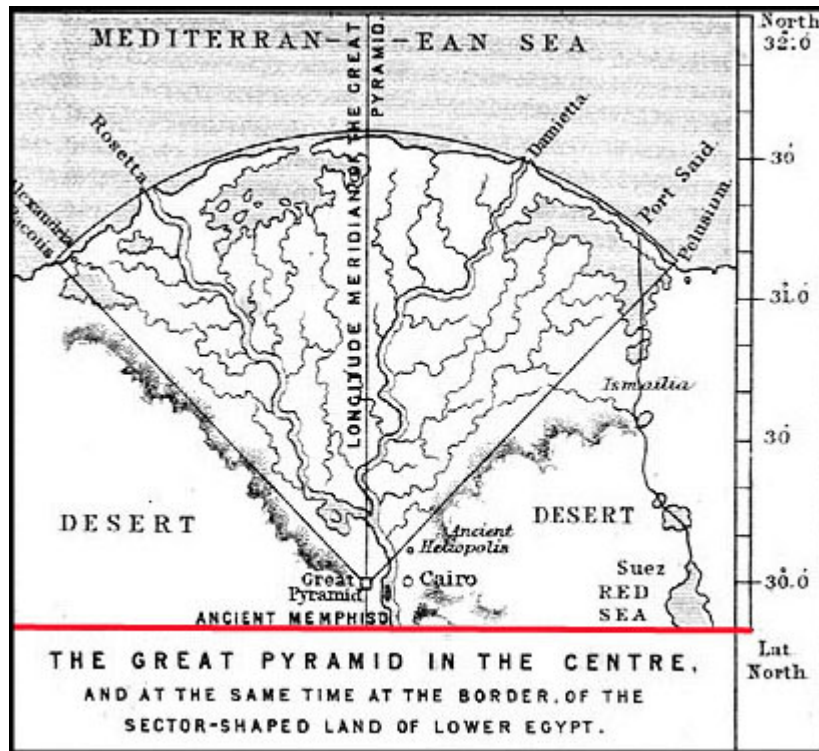 North
32°0'
MEDITERRAN- -EAN SEA
LONGITUDE MERIDIAN OF THE GREAT
PYRAMID.
Rosetta
Damietta.
30'
Port Said.
Pelusium.
Alexandria
Racotis
31.0
Ismailia
30
DESERT
DESERT
Ancient
Heliopolis
Great
Pyramid
Cairo
30.0
Suez
RED
SEA
ANCIENT MEMPHIS
Lat
North
THE GREAT PYRAMID IN THE CENTRE,
AND AT THE SAME TIME AT THE BORDER, OF THE
SECTOR-SHAPED LAND OF LOWER EGYPT.